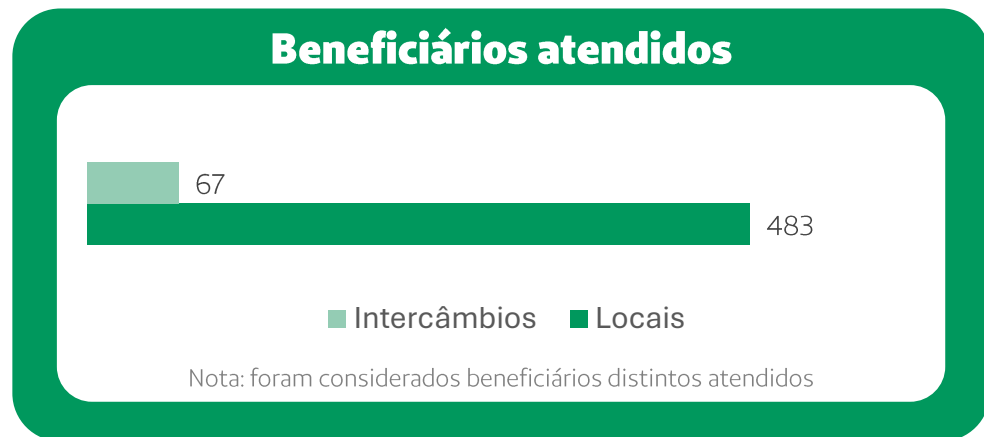 Beneficiários atendidos
67
483
Intercâmbios Locais
Nota: foram considerados beneficiários distintos atendidos